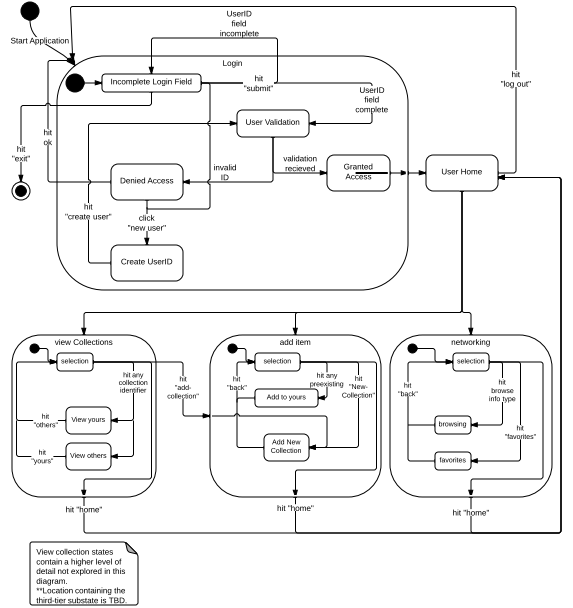 Start Application
UserID
field
incomplete
Login
Incomplete Login Field
hit
"submit"
UserID
field
complete
hit
"log out"
User Validation
hit
ok
hit
"exit"
Denied Access
invalid
ID
validation
recieved
Granted
Access
User Home
hit
"create user"
click
"new user"
Create UserID
view Collections
selection
hit any
collection
identifier
hit
"others"
View yours
hit
"yours"
View others
hit
"add-
collection"
add item
selection
hit
"back"
hit any
preexisting
hit
"New-
Collection"
Add to yours
Add New
Collection
networking
selection
hit
"back"
hit
browse
info type
browsing
hit
"favorites"
favorites
hit "home"
hit "home"
hit "home"
View collection states
contain a higher level of
detail not explored in this
diagram.
**Location containing the
third-tier substate is TBD.